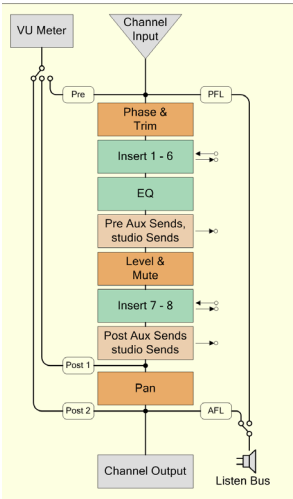 VU Meter
Channel
Input
Pre
PFL
Phase &
Trim
Insert 1 - 6
EQ
Pre Aux Sends,
studio Sends
Level &
Mute
Insert 7 - 8
Post Aux Sends
studio Sends
Post 1
Pan
Post 2
AFL
Channel Output
Listen Bus